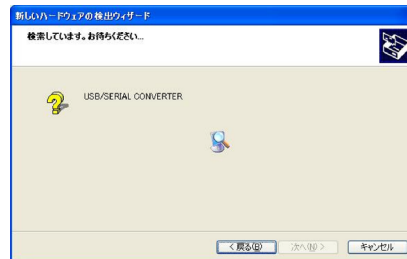 新しいハードウェアの検出ウィザード
検索しています。お待ちください...
USB/SERIAL CONVERTER
< 戻る(B) 次へ(N) > キャンセル